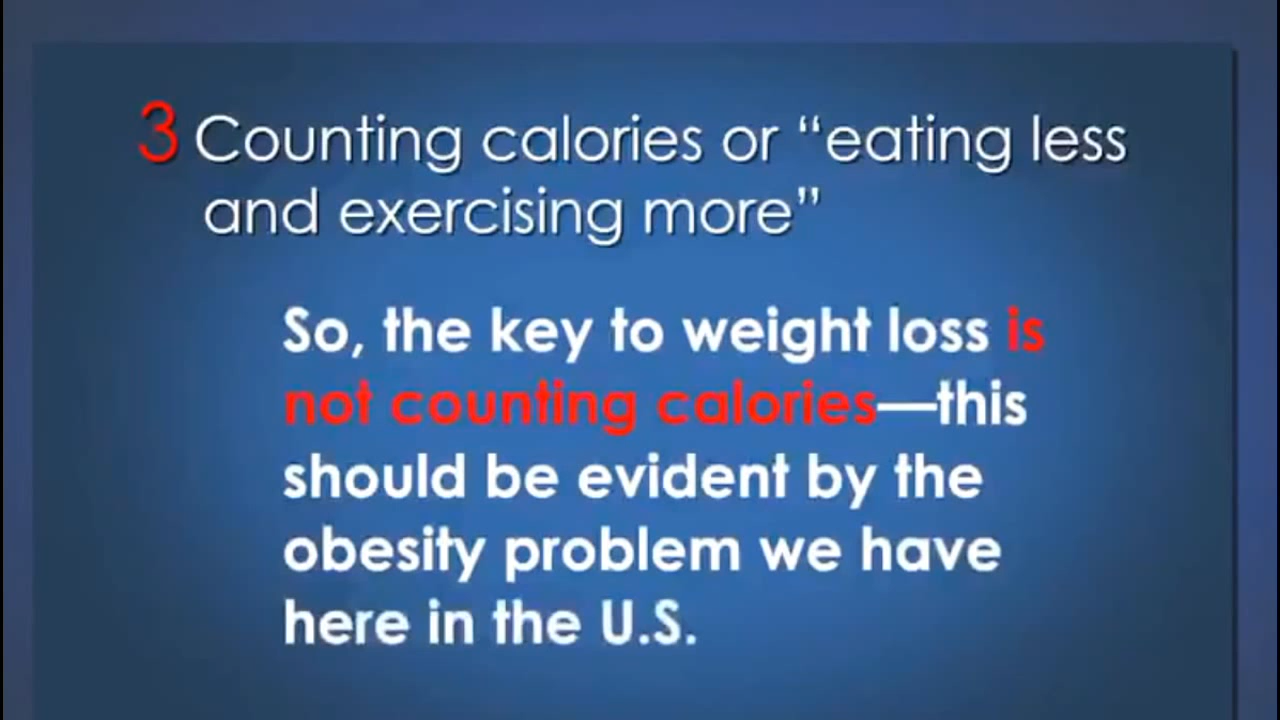 3 Counting calories or “eating less
and exercising more”
So, the key to weight loss is
not counting calories—this
should be evident by the
obesity problem we have
here in the U.S.